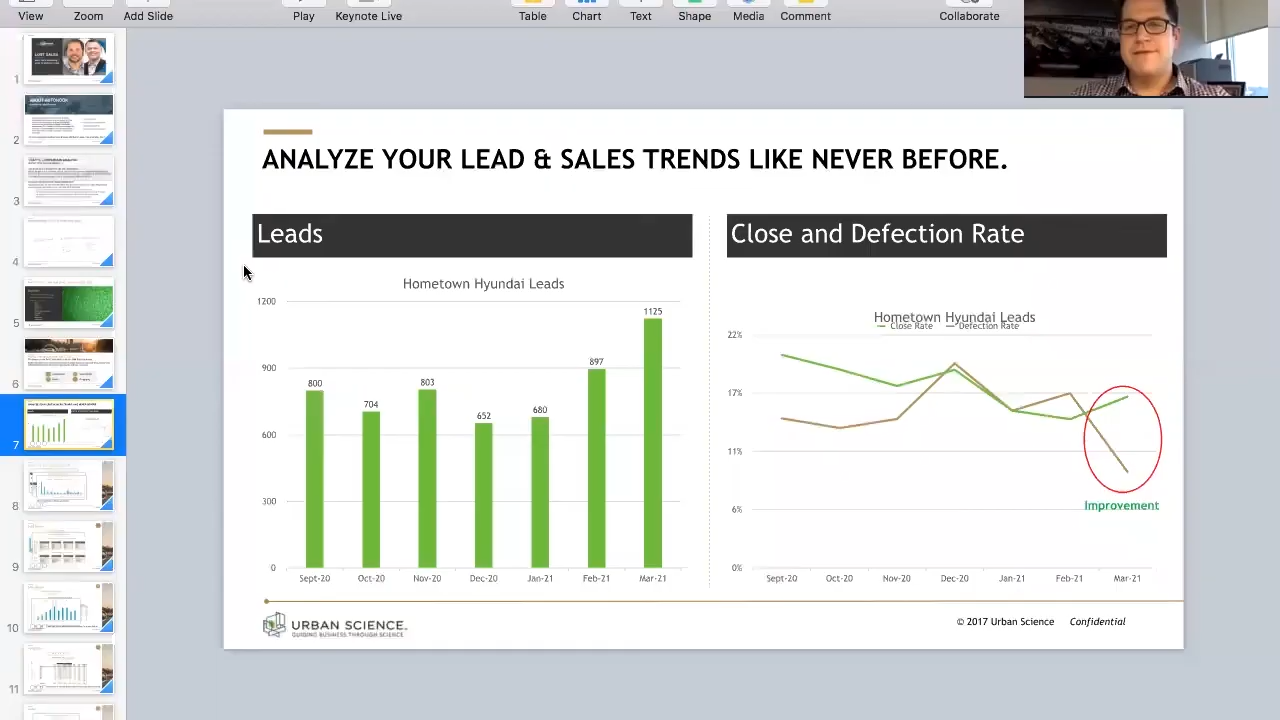 View
Zoom
Add Slide
Play
Keynote Live
Table
Chart
Text
Shape
Media
Comment
Collaborate
1
2
3
4
5
6
7
8
9
10
11
ANALYZE YOUR LEAD & SALES TRENDS LIKE NEVER BEFORE.
Leads
Hometown Hyundai Leads
1200
900
600
300
0
800
704
803
652
680
897
1125
Sept-20
Oct-20
Nov-20
Dec-20
Jan-21
Feb-21
Mar-21
Close and Defection Rate
Hometown Hyundai Leads
Close Rate
Defection Rate
22%
17%
11%
6%
0%
Sept-20
Oct-20
Nov-20
Dec-20
Jan-21
Feb-21
Mar-21
Improvement
URBAN SCIENCE
GUIDING BUSINESS THROUGH SCIENCE
© 2017 Urban Science
Confidential